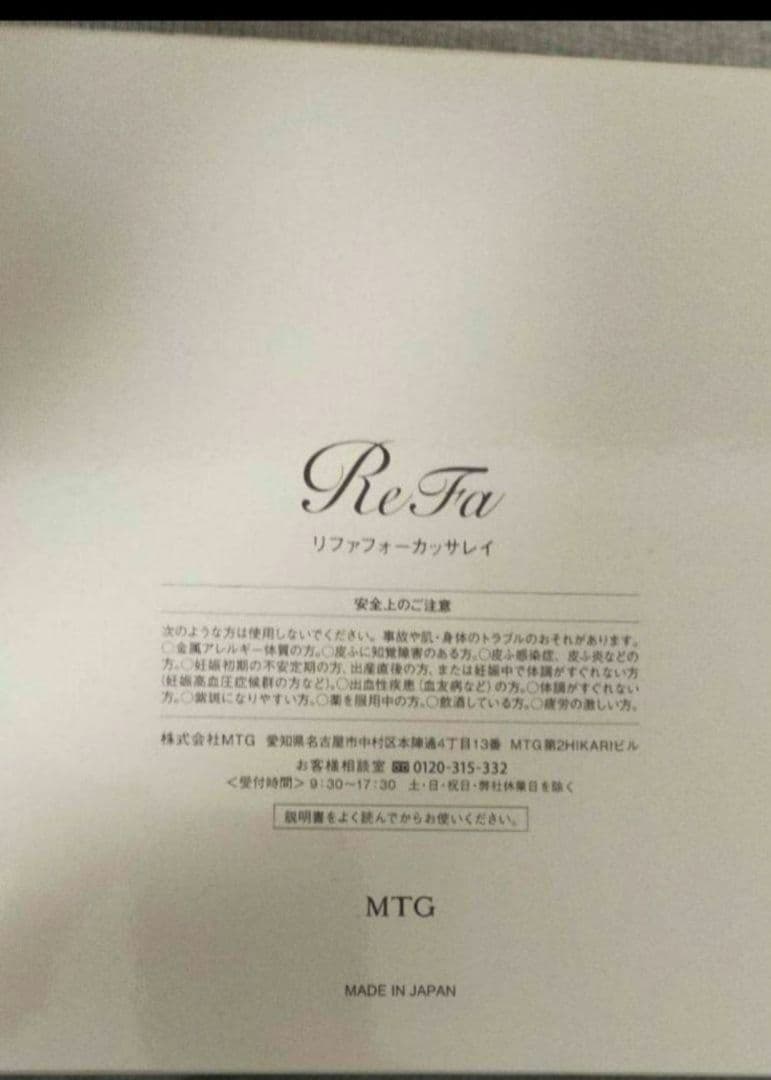 ReFa
リファフォーカッサレイ
安全上のご注意
次のような方は使用しないでください。事故や肌・身体のトラブルのおそれがあります。
○金属アレルギー体質の方。○皮ふに知覚障害のある方。○皮ふ感染症、皮ふ炎などの
方。○妊娠初期の不安定期の方、出産直後の方、または妊娠中で体調がすぐれない方
(妊娠高血圧症候群の方など)。○出血性疾患(血友病など)の方。○体調がすぐれない
方。○紫斑になりやすい方。○薬を服用中の方。○飲酒している方。○疲労の激しい方。
株式会社MTG 愛知県名古屋市中村区本陣通4丁目13番 MTG第2HIKARIビル
お客様相談室 0120-315-332
＜受付時間＞9:30〜17:30 土・日・祝日・弊社休業日を除く
説明書をよく読んでからお使いください。
MTG
MADE IN JAPAN